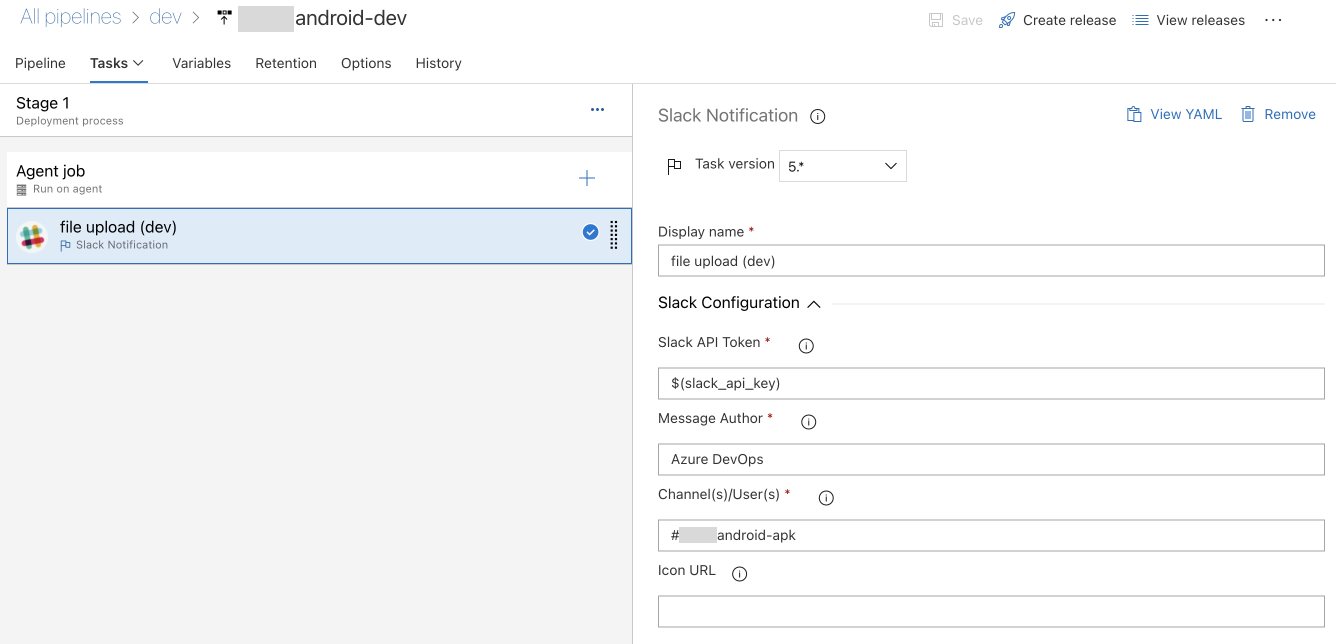 All pipelines > dev > android-dev
Save Create release View releases ...
Pipeline Tasks Variables Retention Options History
Stage 1
Deployment process
Agent job
Run on agent
file upload (dev)
Slack Notification
Slack Notification
View YAML Remove
Task version 5.*
Display name *
file upload (dev)
Slack Configuration
Slack API Token *
$(slack_api_key)
Message Author *
Azure DevOps
Channel(s)/User(s) *
# android-apk
Icon URL